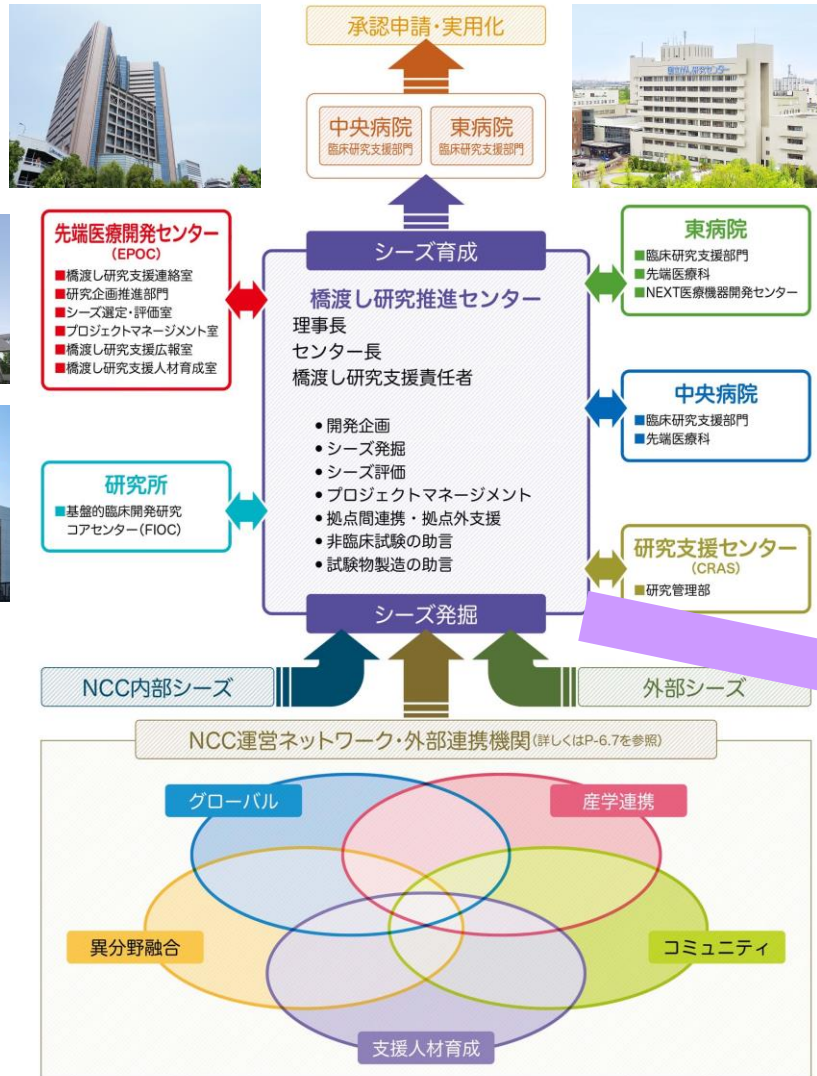 承認申請・実用化
中央病院
臨床研究支援部門
東病院
臨床研究支援部門
国立がん研究センター
先端医療開発センター
(EPOC)
■橋渡し研究支援連絡室
■研究企画推進部門
■シーズ選定・評価室
■プロジェクトマネージメント室
■橋渡し研究支援広報室
■橋渡し研究支援人材育成室
研究所
■基盤的臨床開発研究
コアセンター(FIOC)
シーズ育成
橋渡し研究推進センター
理事長
センター長
橋渡し研究支援責任者
•開発企画
•シーズ発掘
•シーズ評価
•プロジェクトマネージメント
•拠点間連携・拠点外支援
•非臨床試験の助言
•試験物製造の助言
シーズ発掘
東病院
■臨床研究支援部門
■先端医療科
■NEXT医療機器開発センター
中央病院
■臨床研究支援部門
■先端医療科
研究支援センター
(CRAS)
■研究管理部
NCC内部シーズ
外部シーズ
NCC運営ネットワーク・外部連携機関(詳しくはP-6.7を参照)
グローバル
産学連携
異分野融合
コミュニティ
支援人材育成